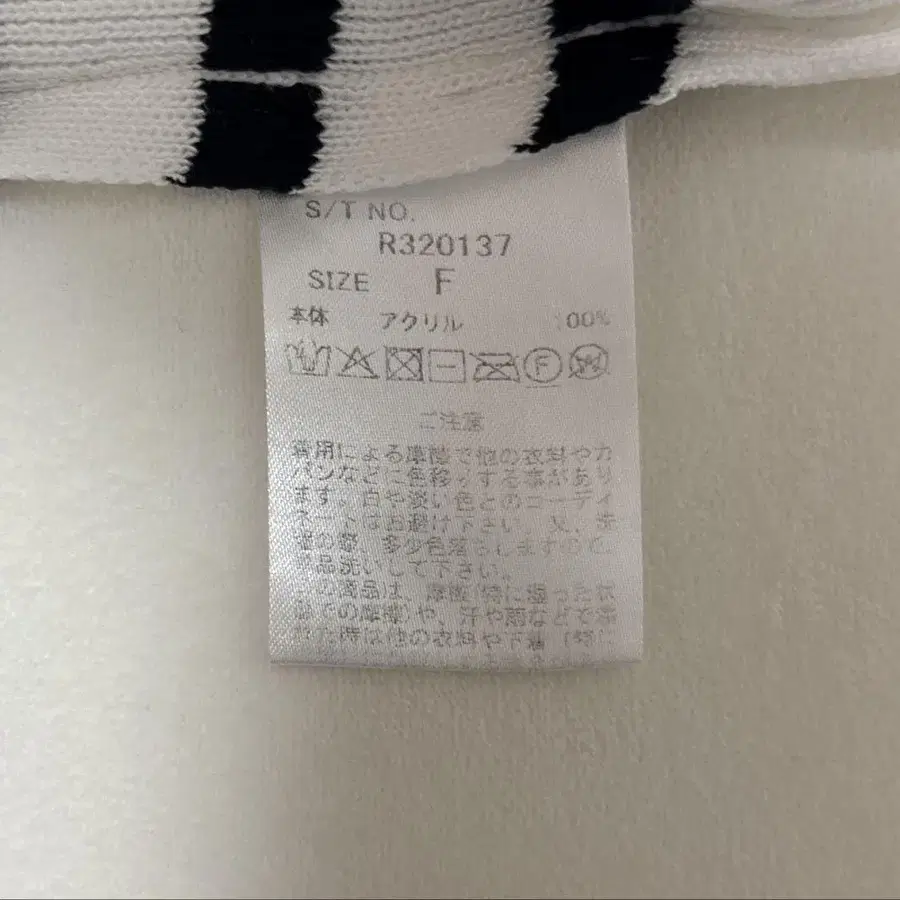 S/T NO.
R320137
SIZE F
本体 アクリル 100%
F
ご注意
着用による摩擦で他の衣料やカ
バンなどに色移りする事があり
ます。白や淡い色とのコーディ
ネートはお避け下さい。又、洗
濯の際、多少色落ちしますので、
単品洗いして下さい。
この商品は、摩擦(特に湿った状
態での摩擦)や、汗や雨などで濡
れた時は他の衣料や下着(特に